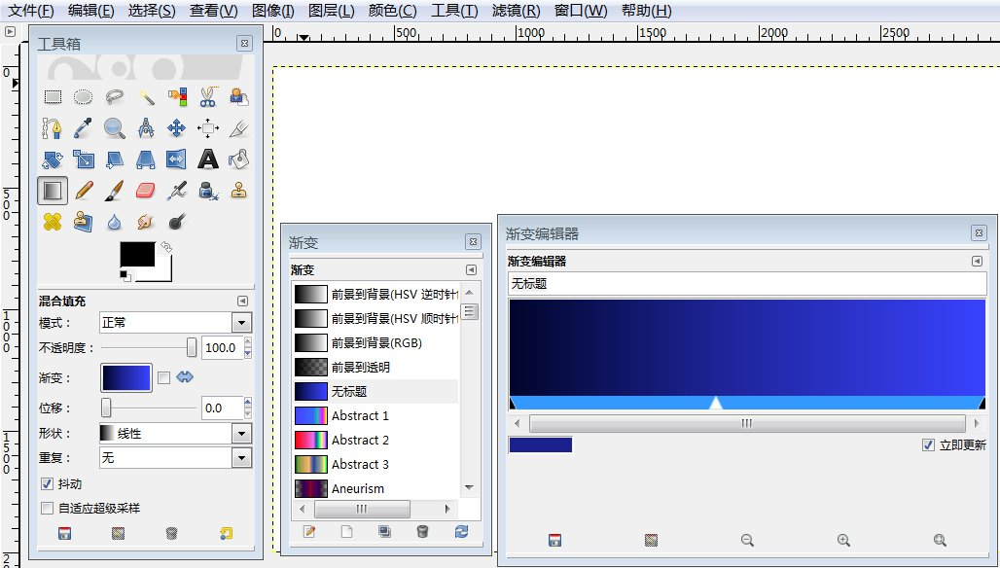 文件(F) 编辑(E) 选择(S) 查看(V) 图像(I) 图层(L) 颜色(C) 工具(T) 滤镜(R) 窗口(W) 帮助(H)
0 500 1000 1500 2000 2500
0
500
1000
1500
工具箱
混合填充
模式： 正常
不透明度： 100.0
渐变：
位移： 0.0
形状： 线性
重复： 无
抖动
自适应超级采样
渐变
渐变
前景到背景(HSV 逆时针
前景到背景(HSV 顺时针
前景到背景(RGB)
前景到透明
无标题
Abstract 1
Abstract 2
Abstract 3
Aneurism
渐变编辑器
渐变编辑器
无标题
立即更新